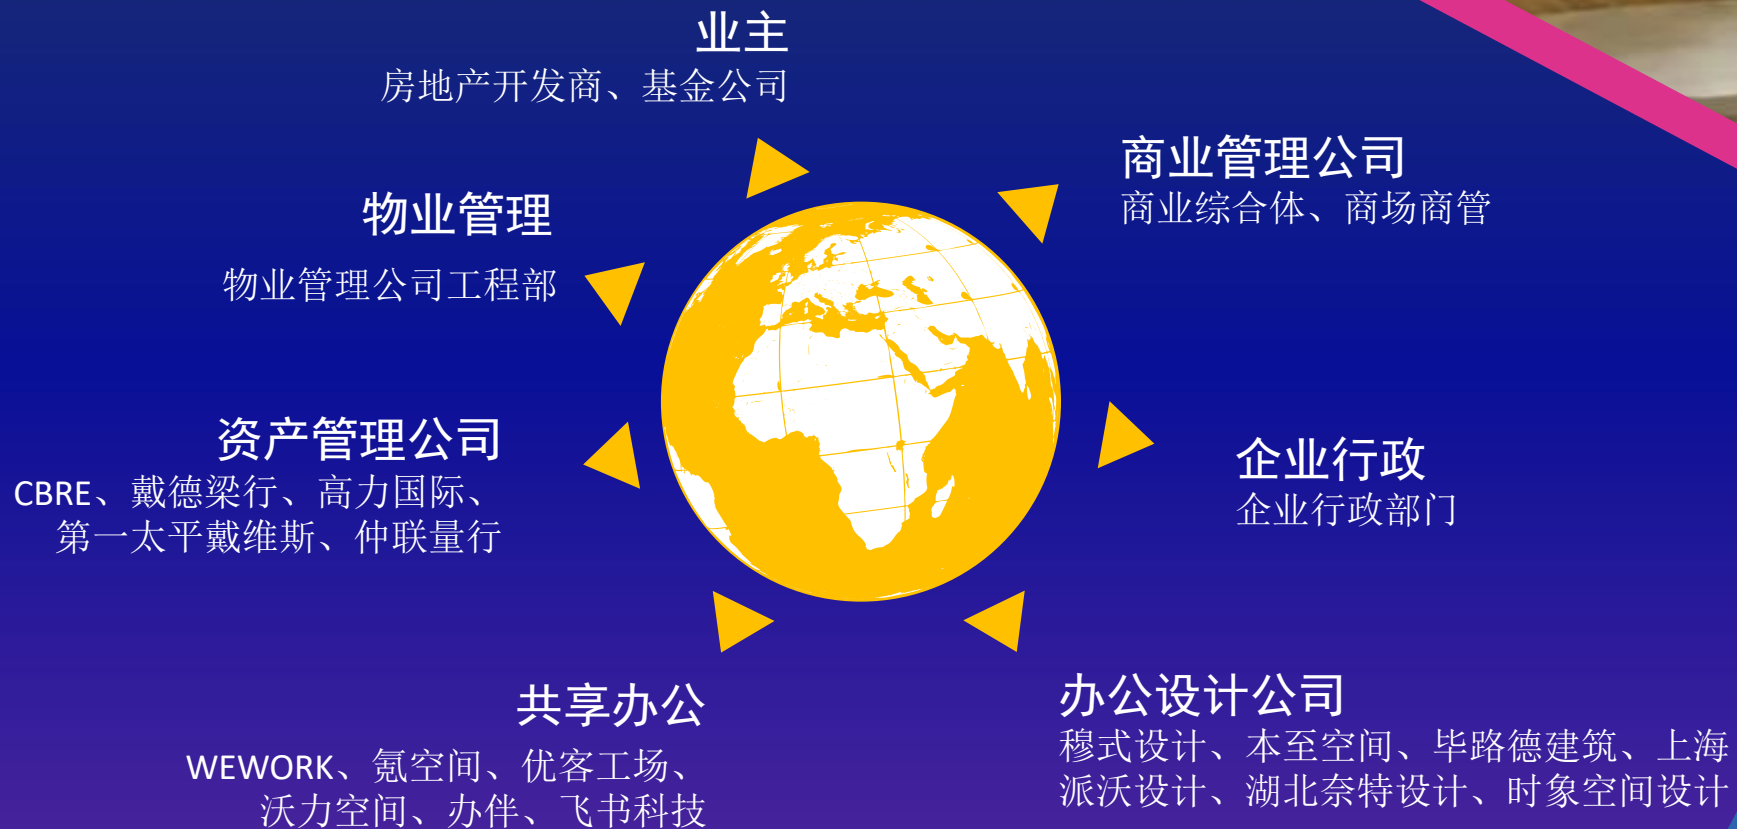 业主
房地产开发商、基金公司
商业管理公司
商业综合体、商场商管
物业管理
物业管理公司工程部
资产管理公司
CBRE、戴德梁行、高力国际、
第一太平戴维斯、仲联量行
企业行政
企业行政部门
共享办公
WEWORK、氪空间、优客工场、
沃力空间、办伴、飞书科技
办公设计公司
穆式设计、本至空间、毕路德建筑、上海
派沃设计、湖北奈特设计、时象空间设计